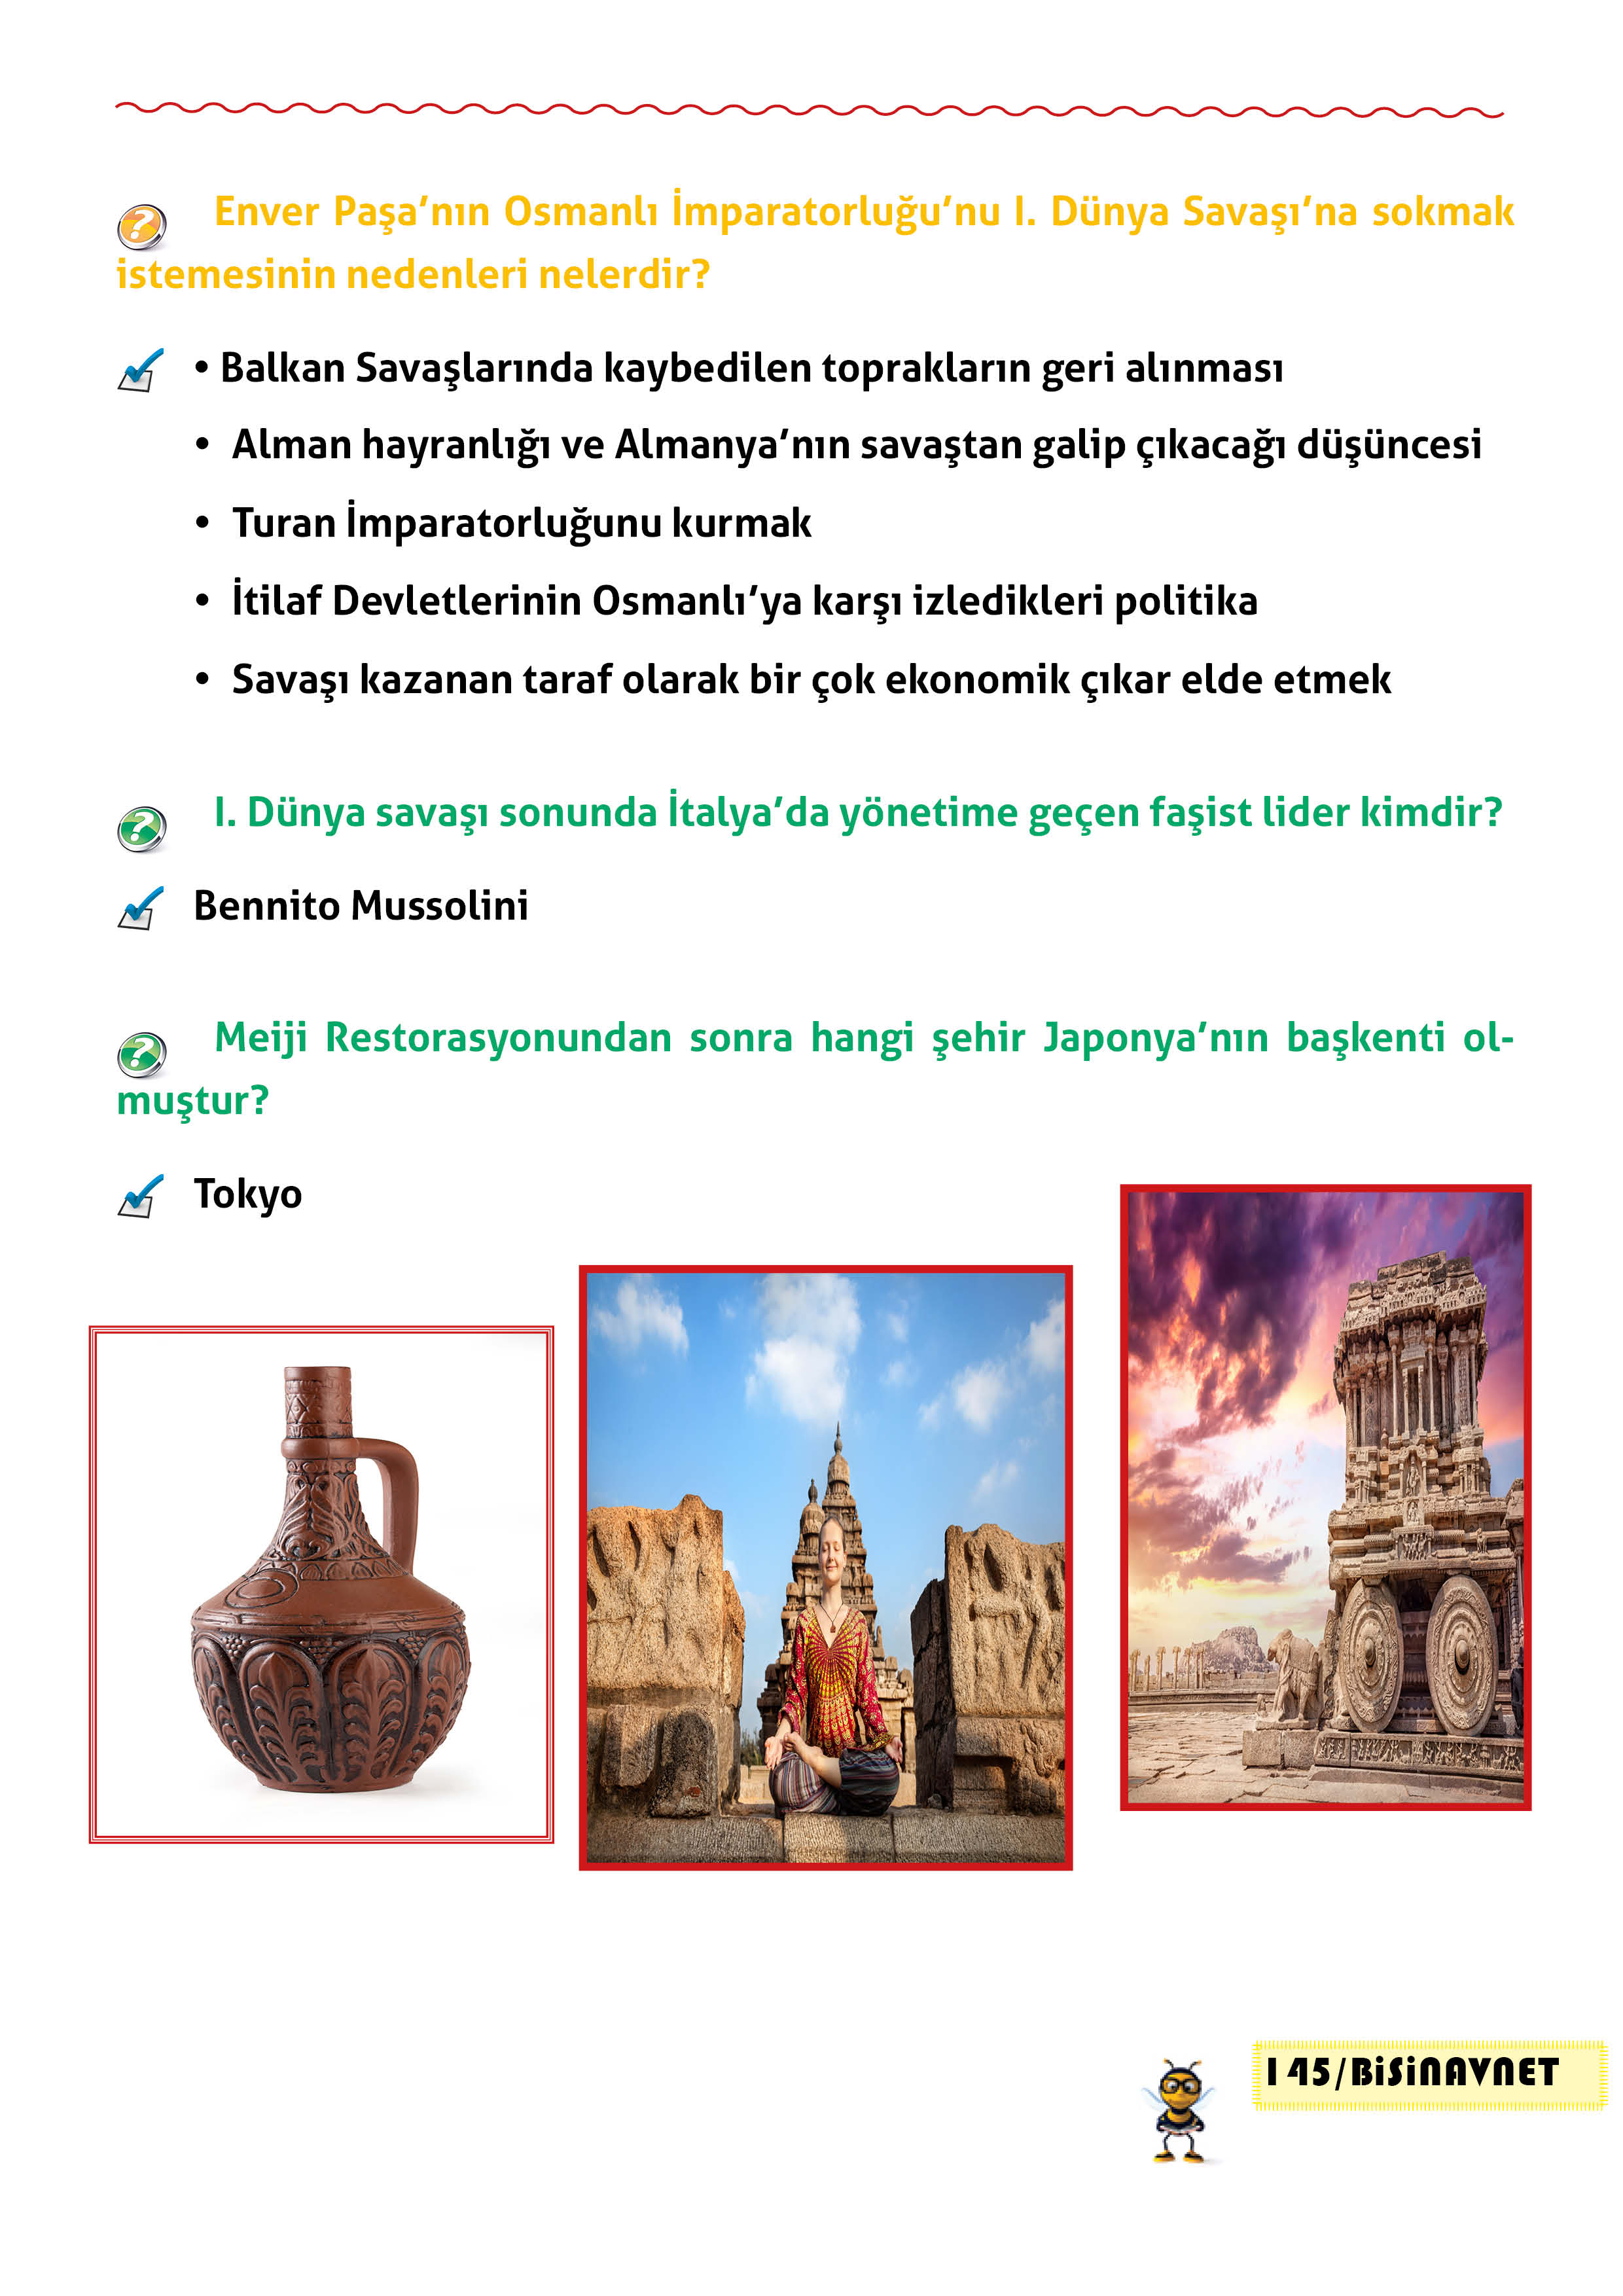 Enver Paşa’nın Osmanlı İmparatorluğu’nu I. Dünya Savaşı’na sokmak
istemesinin nedenleri nelerdir?
• Balkan Savaşlarında kaybedilen toprakların geri alınması
• Alman hayranlığı ve Almanya’nın savaştan galip çıkacağı düşüncesi
• Turan İmparatorluğunu kurmak
• İtilaf Devletlerinin Osmanlı’ya karşı izledikleri politika
• Savaşı kazanan taraf olarak bir çok ekonomik çıkar elde etmek
I. Dünya savaşı sonunda İtalya’da yönetime geçen faşist lider kimdir?
Bennito Mussolini
Meiji Restorasyonundan sonra hangi şehir Japonya’nın başkenti ol-
muştur?
Tokyo
145/BiSiNAVNET